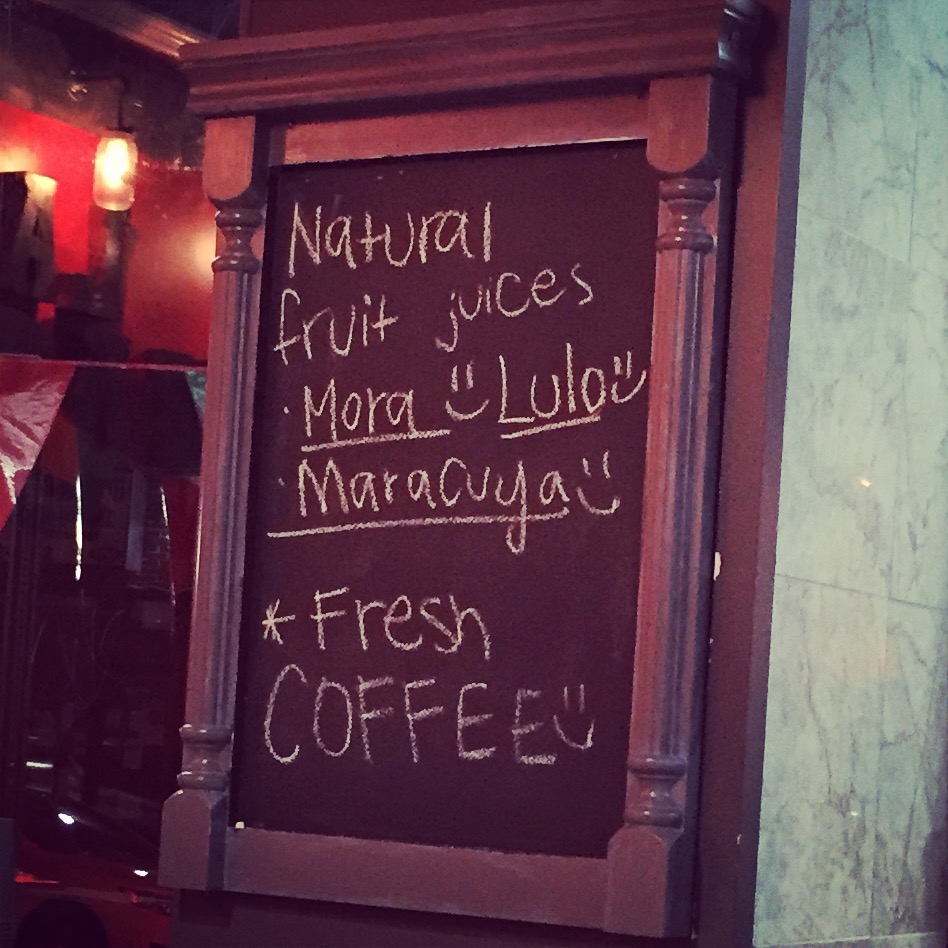 Natural
fruit juices
· Mora Lulo
· Maracuya
* Fresh
COFFEE